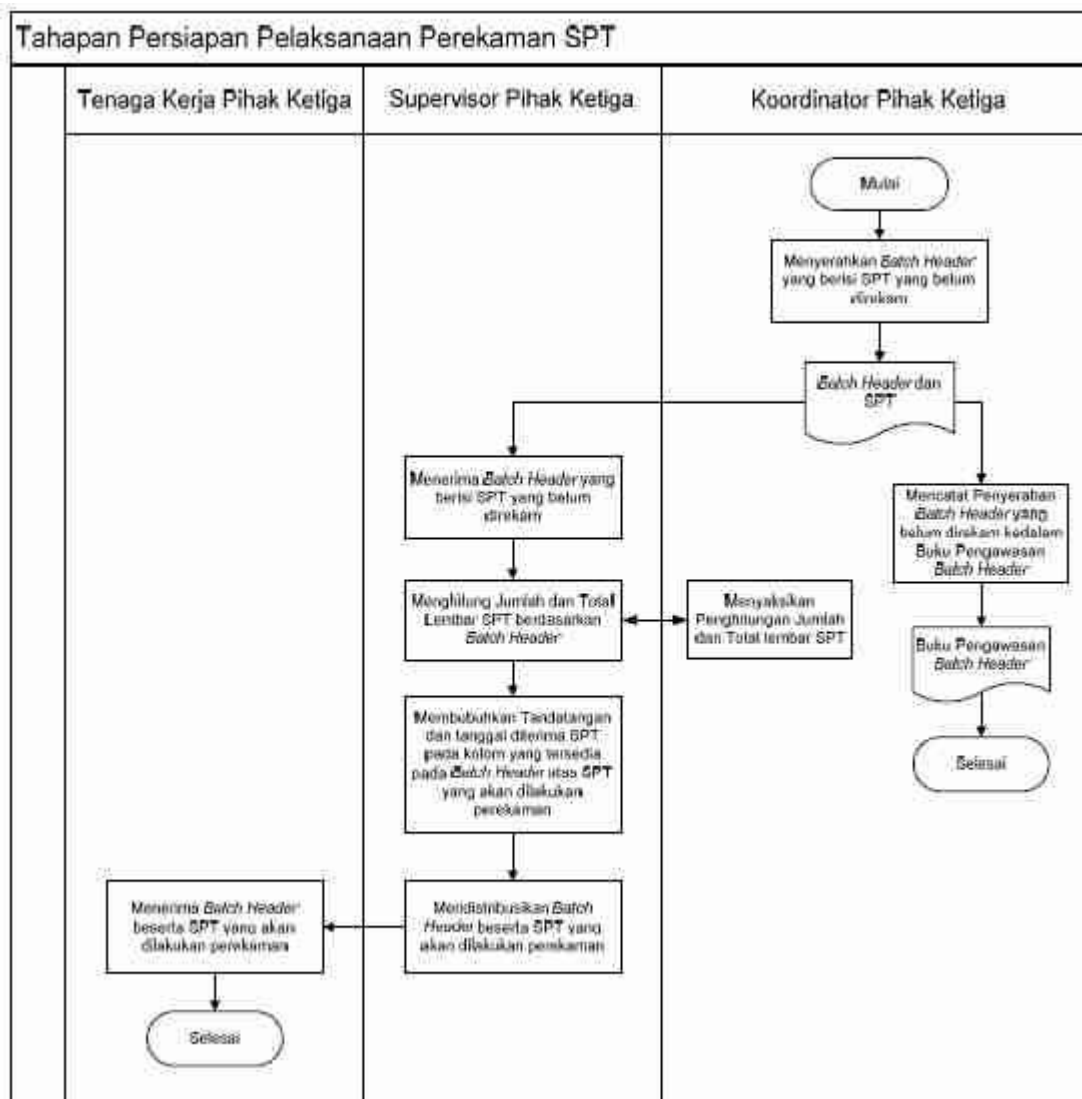 Tahapan Persiapan Pelaksanaan Perekaman SPT
Tenaga Kerja Pihak Ketiga
Supervisor Pihak Ketiga
Koordinator Pihak Ketiga
Mulai
Menyerahkan Batch Header
yang berisi SPT yang belum
direkam
Batch Header dan
SPT
Menerima Batch Header yang
berisi SPT yang belum
direkam
Mencatat Penyerahan
Batch Header yang
belum direkam kedalam
Buku Pengawasan
Batch Header
Menghitung Jumlah dan Total
Lembar SPT berdasarkan
Batch Header
Menyaksikan
Penghitungan Jumlah
dan Total lembar SPT
Buku Pengawasan
Batch Header
Selesai
Membubuhkan Tandatangan
dan tanggal diterima SPT
pada kolom yang tersedia
pada Batch Header atas SPT
yang akan dilakukan
perekaman
Mendistribusikan Batch
Header beserta SPT yang
akan dilakukan perekaman
Menerima Batch Header
beserta SPT yang akan
dilakukan perekaman
Selesai